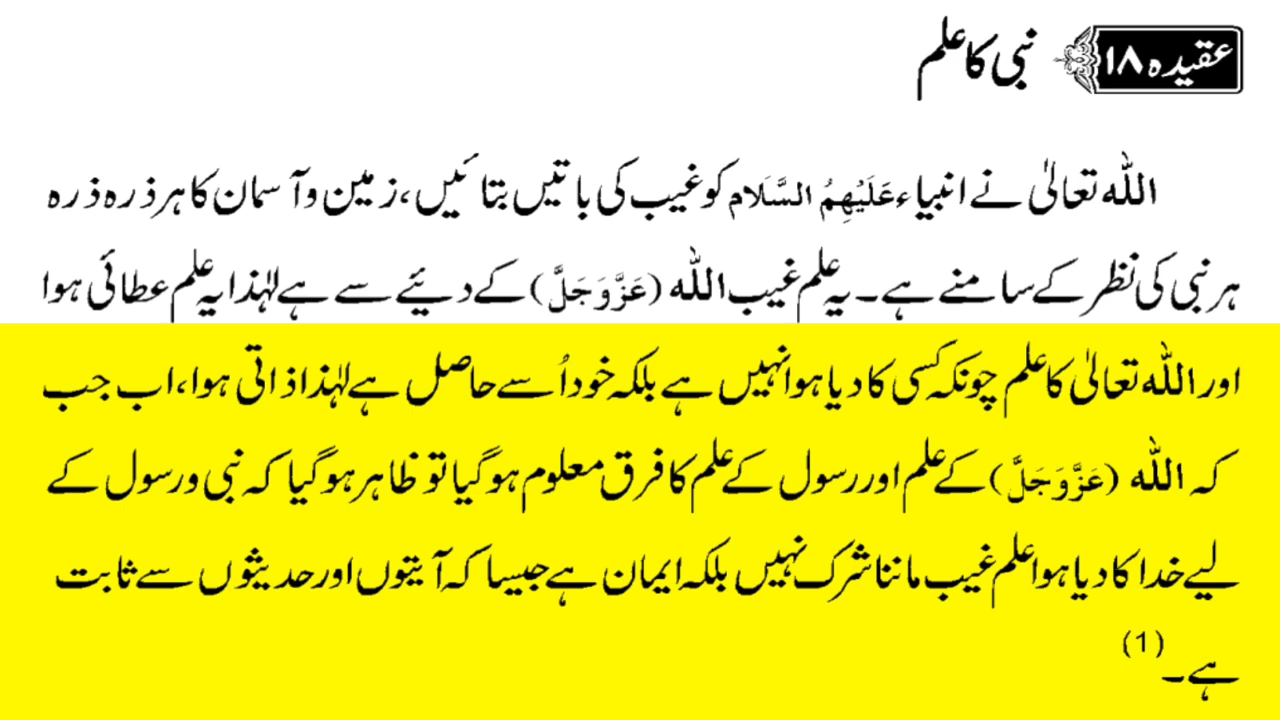 عقیدہ ۱۸ نبی کا علم
اللہ تعالیٰ نے انبیاء عَلَیْهِمُ السَّلَام کو غیب کی باتیں بتائیں، زمین و آسمان کا ہر ذرہ ذرہ
ہر نبی کی نظر کے سامنے ہے۔ یہ علم غیب اللہ (عَزَّوَجَلَّ) کے دئیے سے ہے لہٰذا یہ علم عطائی ہوا
اور اللہ تعالیٰ کا علم چونکہ کسی کا دیا ہوا نہیں ہے بلکہ خود اُسے حاصل ہے لہٰذا ذاتی ہوا، اب جب
کہ اللہ (عَزَّوَجَلَّ) کے علم اور رسول کے علم کا فرق معلوم ہو گیا تو ظاہر ہو گیا کہ نبی و رسول کے
لیے خدا کا دیا ہوا علم غیب ماننا شرک نہیں بلکہ ایمان ہے جیسا کہ آیتوں اور حدیثوں سے ثابت
ہے۔ (1)